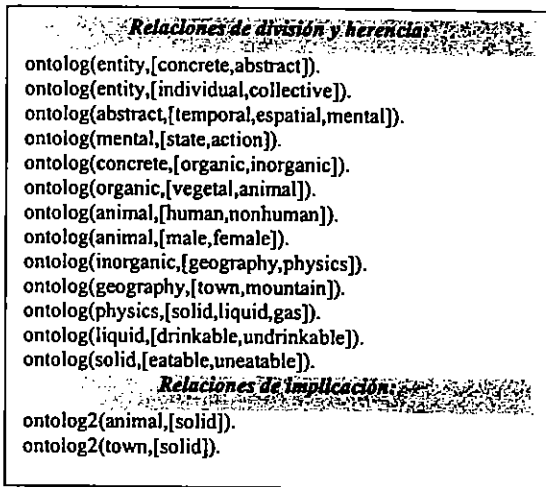 Relaciones de división y herencia:
ontolog(entity,[concrete,abstract]).
ontolog(entity,[individual,collective]).
ontolog(abstract,[temporal,espatial,mental]).
ontolog(mental,[state,action]).
ontolog(concrete,[organic,inorganic]).
ontolog(organic,[vegetal,animal]).
ontolog(animal,[human,nonhuman]).
ontolog(animal,[male,female]).
ontolog(inorganic,[geography,physics]).
ontolog(geography,[town,mountain]).
ontolog(physics,[solid,liquid,gas]).
ontolog(liquid,[drinkable,undrinkable]).
ontolog(solid,[eatable,uneatable]).
Relaciones de implicación:
ontolog2(animal,[solid]).
ontolog2(town,[solid]).